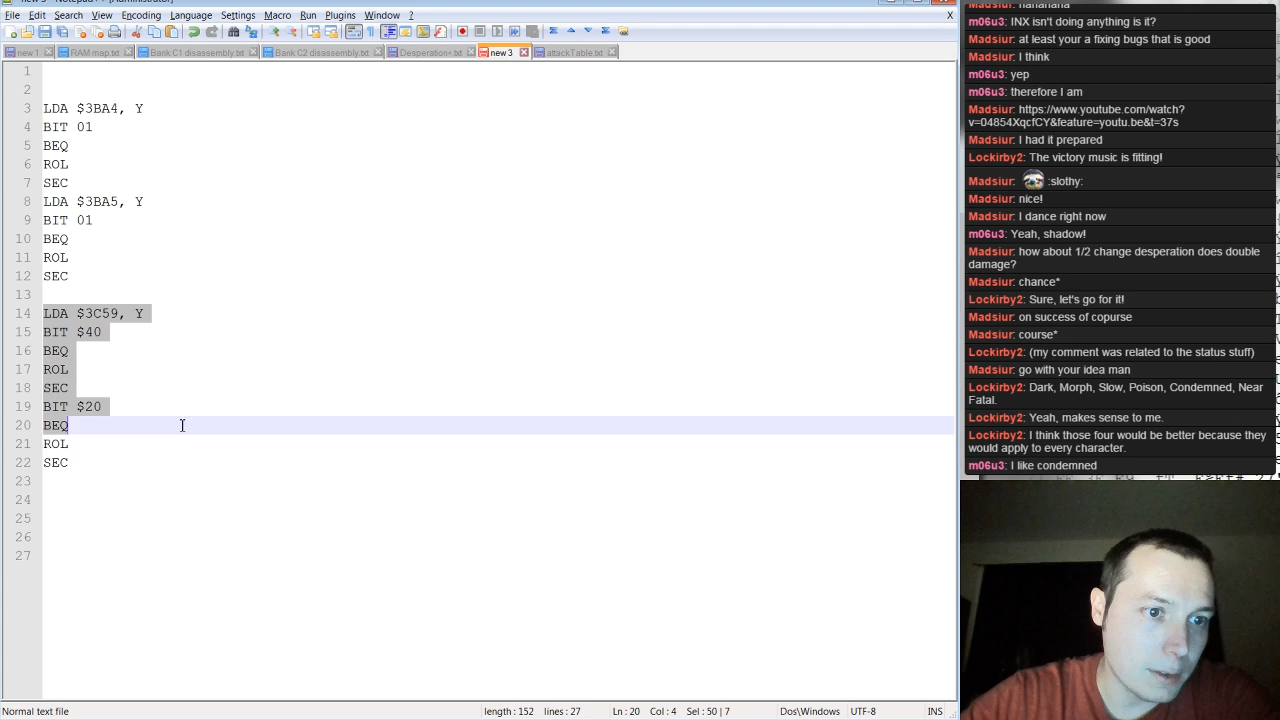 new 3 - Notepad++ [Administrator]
File Edit Search View Encoding Language Settings Macro Run Plugins Window ? X
new 1 RAM map.txt Bank C1 disassembly.txt Bank C2 disassembly.txt Desperation+.txt new 3 attackTable.txt
1
2
3 LDA $3BA4, Y
4 BIT 01
5 BEQ
6 ROL
7 SEC
8 LDA $3BA5, Y
9 BIT 01
10 BEQ
11 ROL
12 SEC
13
14 LDA $3C59, Y
15 BIT $40
16 BEQ
17 ROL
18 SEC
19 BIT $20
20 BEQ
21 ROL
22 SEC
23
24
25
26
27
Normal text file length : 152 lines : 27 Ln : 20 Col : 4 Sel : 50 | 7 Dos\Windows UTF-8 INS
Madsiur: nananana
m06u3: INX isn't doing anything is it?
Madsiur: at least your a fixing bugs that is good
Madsiur: I think
m06u3: yep
m06u3: therefore I am
Madsiur: https://www.youtube.com/watch?
v=04854XqcfCY&feature=youtu.be&t=37s
Madsiur: I had it prepared
Lockirby2: The victory music is fitting!
Madsiur: :slothy:
Madsiur: nice!
Madsiur: I dance right now
m06u3: Yeah, shadow!
Madsiur: how about 1/2 change desperation does double
damage?
Madsiur: chance*
Lockirby2: Sure, let's go for it!
Madsiur: on success of copurse
Madsiur: course*
Lockirby2: (my comment was related to the status stuff)
Madsiur: go with your idea man
Lockirby2: Dark, Morph, Slow, Poison, Condemned, Near
Fatal.
Lockirby2: Yeah, makes sense to me.
Lockirby2: I think those four would be better because they
would apply to every character.
m06u3: I like condemned